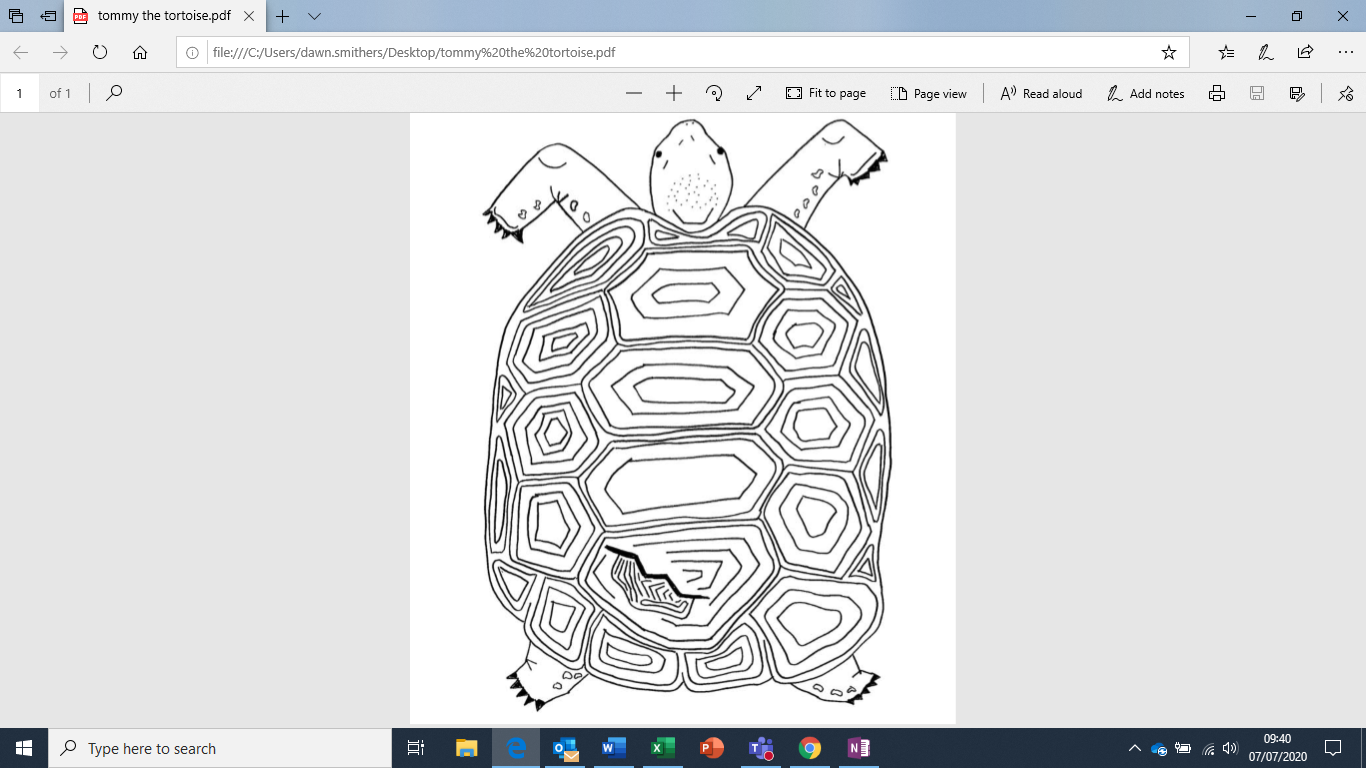 tommy the tortoise.pdf
file:///C:/Users/dawn.smithers/Desktop/tommy%20the%20tortoise.pdf
1 of 1 Fit to page Page view Read aloud Add notes
Type here to search
09:40
07/07/2020